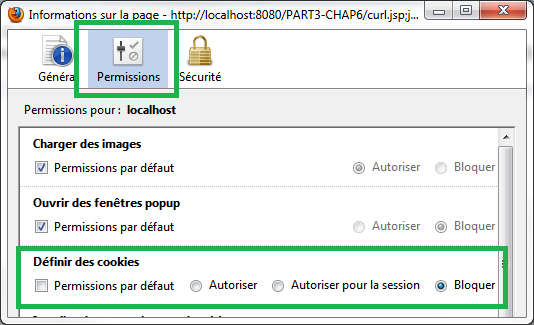 Informations sur la page - http://localhost:8080/PART3-CHAP6/curl.jsp;j...
Général Permissions Sécurité
Permissions pour : localhost
Charger des images
Permissions par défaut Autoriser Bloquer
Ouvrir des fenêtres popup
Permissions par défaut Autoriser Bloquer
Définir des cookies
Permissions par défaut Autoriser Autoriser pour la session Bloquer